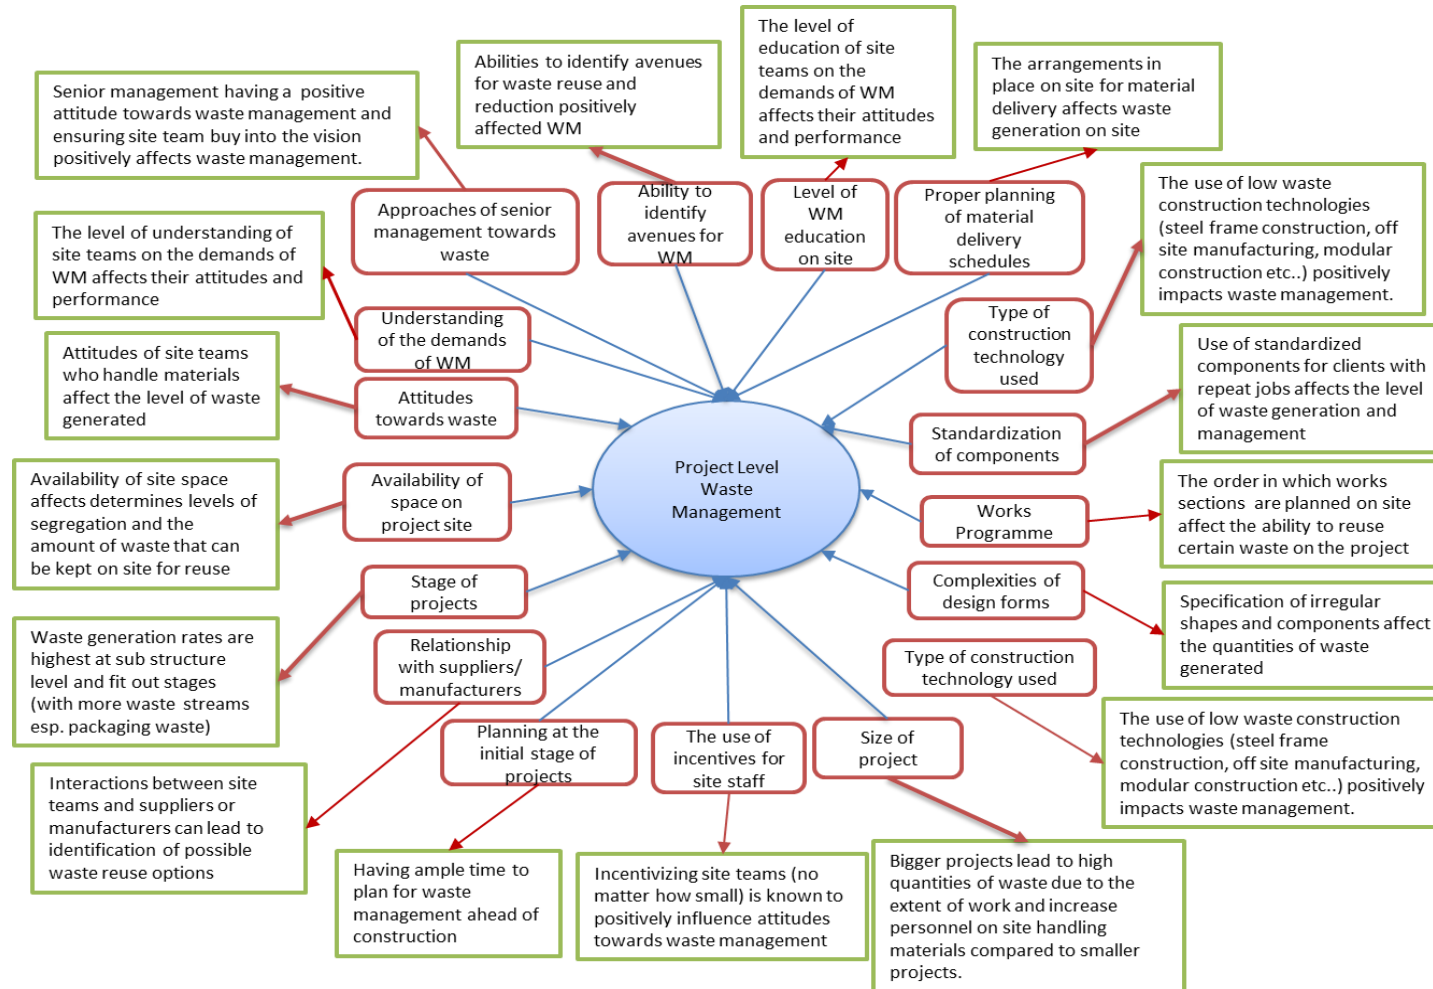 Senior management having a  positive
attitude towards waste management and
ensuring site team buy into the vision
positively affects waste management.
Abilities to identify avenues
for waste reuse and
reduction positively
affected WM
The level of
education of site
teams on the
demands of WM
affects their attitudes
and performance
The arrangements in
place on site for material
delivery affects waste
generation on site
The use of low waste
construction technologies
(steel frame construction, off
site manufacturing, modular
construction etc..) positively
impacts waste management.
Approaches of senior
management towards
waste
Ability to
identify
avenues for
WM
Level of
WM
education
on site
Proper planning
of material
delivery
schedules
The level of understanding of
site teams on the demands of
WM affects their attitudes and
performance
Understanding
of the demands
of WM
Type of
construction
technology
used
Use of standardized
components for clients with
repeat jobs affects the level
of waste generation and
management
Attitudes of site teams
who handle materials
affect the level of waste
generated
Attitudes
towards waste
Standardization
of components
Project Level
Waste
Management
Availability of site space
affects determines levels of
segregation and the
amount of waste that can
be kept on site for reuse
Availability of
space on
project site
Works
Programme
The order in which works
sections  are planned on site
affect the ability to reuse
certain waste on the project
Stage of
projects
Complexities of
design forms
Specification of irregular
shapes and components affect
the quantities of waste
generated
Waste generation rates are
highest at sub structure
level and fit out stages
(with more waste  streams
esp. packaging waste)
Relationship
with suppliers/
manufacturers
Type of construction
technology used
The use of low waste construction
technologies (steel frame
construction, off site manufacturing,
modular construction etc..) positively
impacts waste management.
Planning at the
initial stage of
projects
The use of
incentives for
site staff
Size of
project
Interactions between site
teams and suppliers or
manufacturers can lead to
identification of possible
waste reuse options
Having ample time to
plan for waste
management ahead of
construction
Incentivizing site teams (no
matter how small) is known to
positively influence attitudes
towards waste management
Bigger projects lead to high
quantities of waste due to the
extent of work and increase
personnel on site handling
materials compared to smaller
projects.